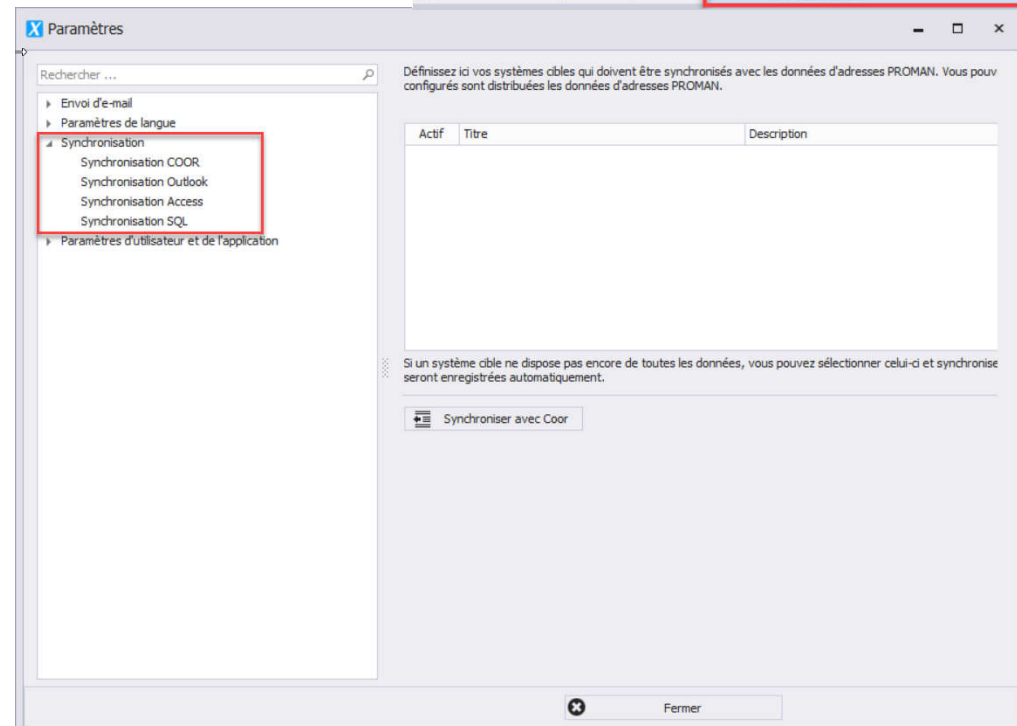 Paramètres
Rechercher ...
Envoi d'e-mail
Paramètres de langue
Synchronisation
Synchronisation COOR
Synchronisation Outlook
Synchronisation Access
Synchronisation SQL
Paramètres d'utilisateur et de l'application
Définissez ici vos systèmes cibles qui doivent être synchronisés avec les données d'adresses PROMAN. Vous pouv
configurés sont distribuées les données d'adresses PROMAN.
Actif Titre Description
Si un système cible ne dispose pas encore de toutes les données, vous pouvez sélectionner celui-ci et synchronise
seront enregistrées automatiquement.
Synchroniser avec Coor
Fermer